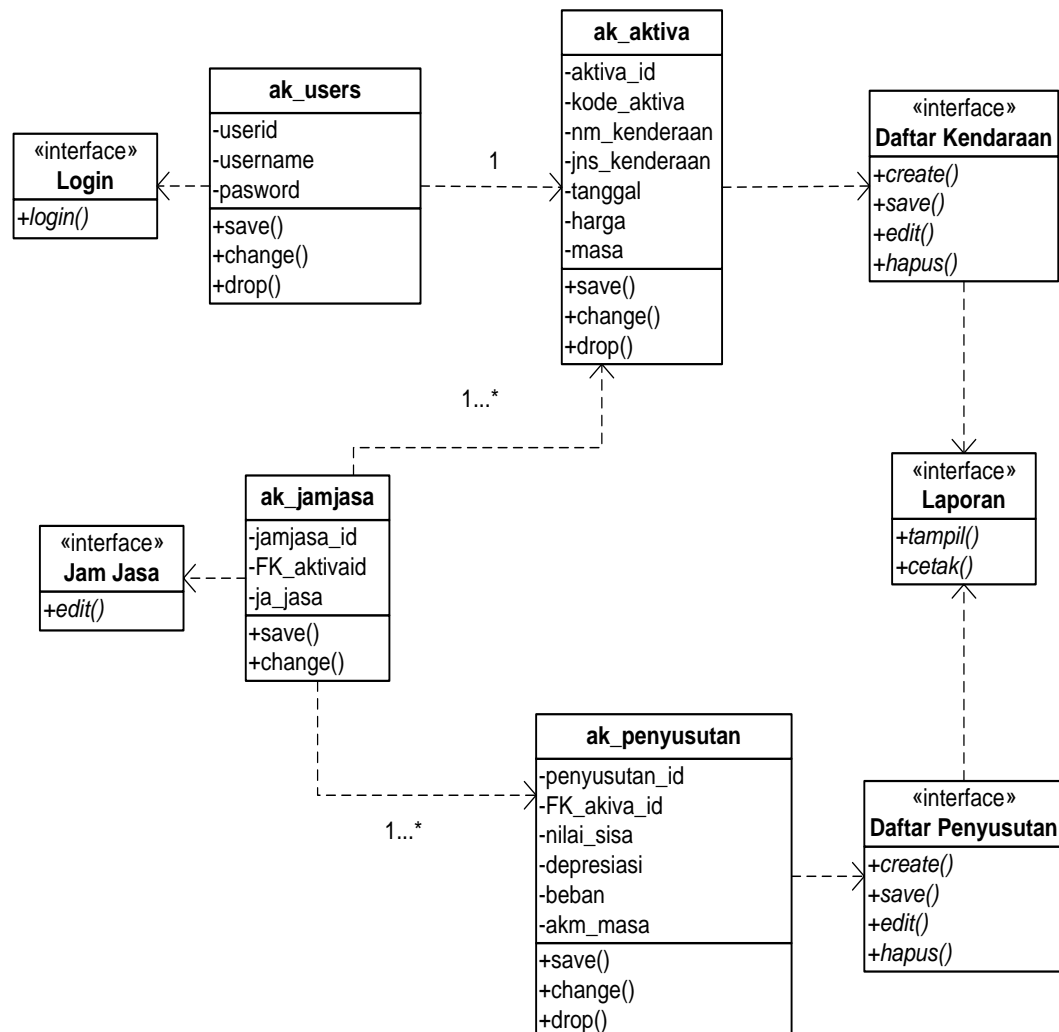 ak_aktiva
-aktiva_id
-kode_aktiva
-nm_kenderaan
-jns_kenderaan
-tanggal
-harga
-masa
+save()
+change()
+drop()
ak_users
-userid
-username
-pasword
+save()
+change()
+drop()
«interface»
Login
+login()
1
«interface»
Daftar Kendaraan
+create()
+save()
+edit()
+hapus()
1...*
«interface»
Laporan
+tampil()
+cetak()
ak_jamjasa
-jamjasa_id
-FK_aktivaid
-ja_jasa
+save()
+change()
«interface»
Jam Jasa
+edit()
1...*
ak_penyusutan
-penyusutan_id
-FK_akiva_id
-nilai_sisa
-depresiasi
-beban
-akm_masa
+save()
+change()
+drop()
«interface»
Daftar Penyusutan
+create()
+save()
+edit()
+hapus()